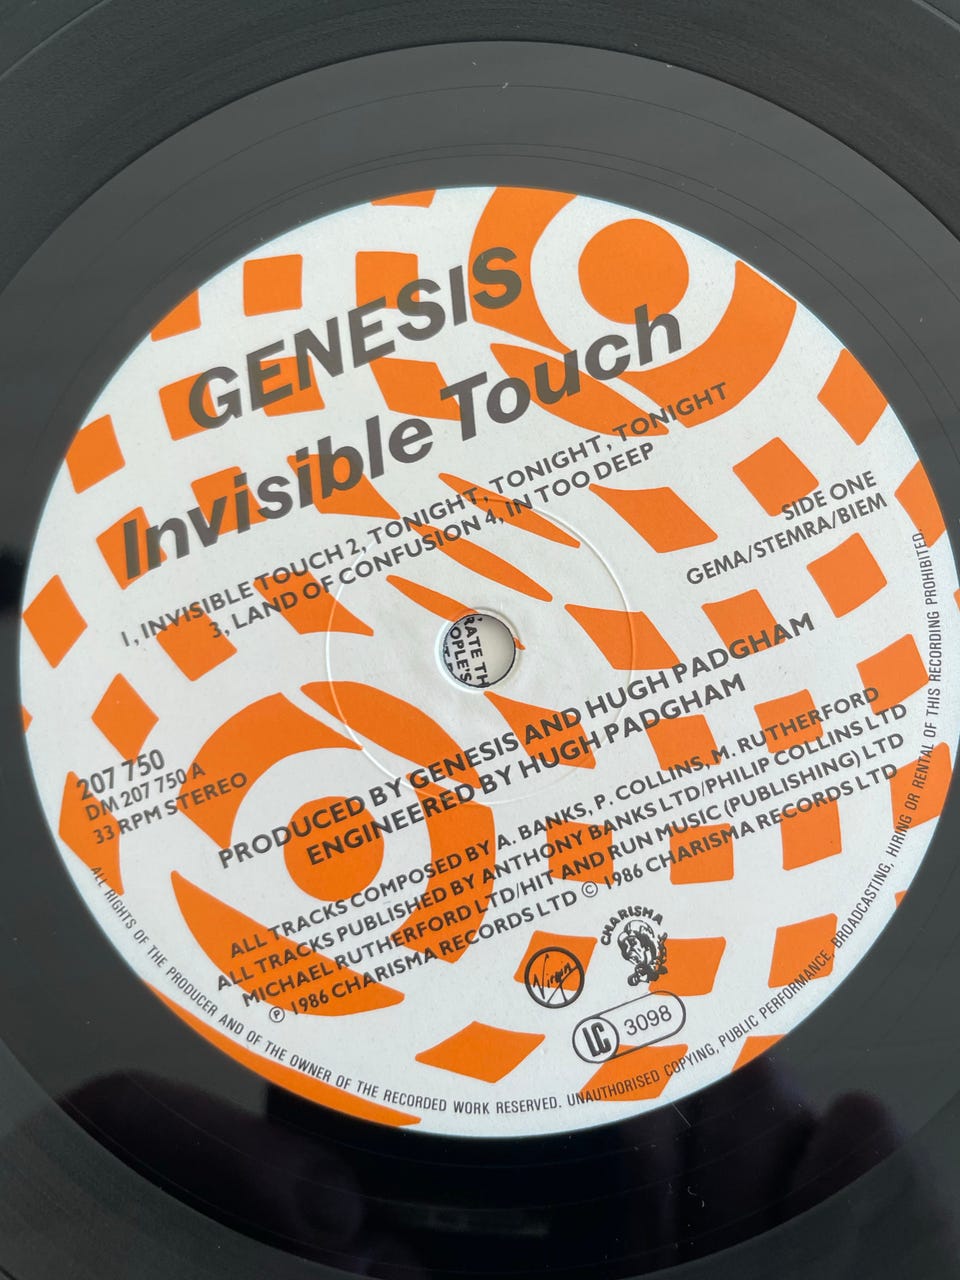 GENESIS
Invisible Touch
1, INVISIBLE TOUCH 2, TONIGHT, TONIGHT, TONIGHT
3, LAND OF CONFUSION 4, IN TOO DEEP
SIDE ONE
GEMA/STEMRA/BIEM
RATE TH
OPLE'S
207 750
DM 207 750 A
33 RPM STEREO
PRODUCED BY GENESIS AND HUGH PADGHAM
ENGINEERED BY HUGH PADGHAM
ALL TRACKS COMPOSED BY A. BANKS, P. COLLINS, M. RUTHERFORD
ALL TRACKS PUBLISHED BY ANTHONY BANKS LTD/PHILIP COLLINS LTD
MICHAEL RUTHERFORD LTD/HIT AND RUN MUSIC (PUBLISHING) LTD
℗ 1986 CHARISMA RECORDS LTD © 1986 CHARISMA RECORDS LTD
Virgin
CHARISMA
LC 3098
ALL RIGHTS OF THE PRODUCER AND OF THE OWNER OF THE RECORDED WORK RESERVED. UNAUTHORISED COPYING, PUBLIC PERFORMANCE, BROADCASTING, HIRING OR RENTAL OF THIS RECORDING PROHIBITED.